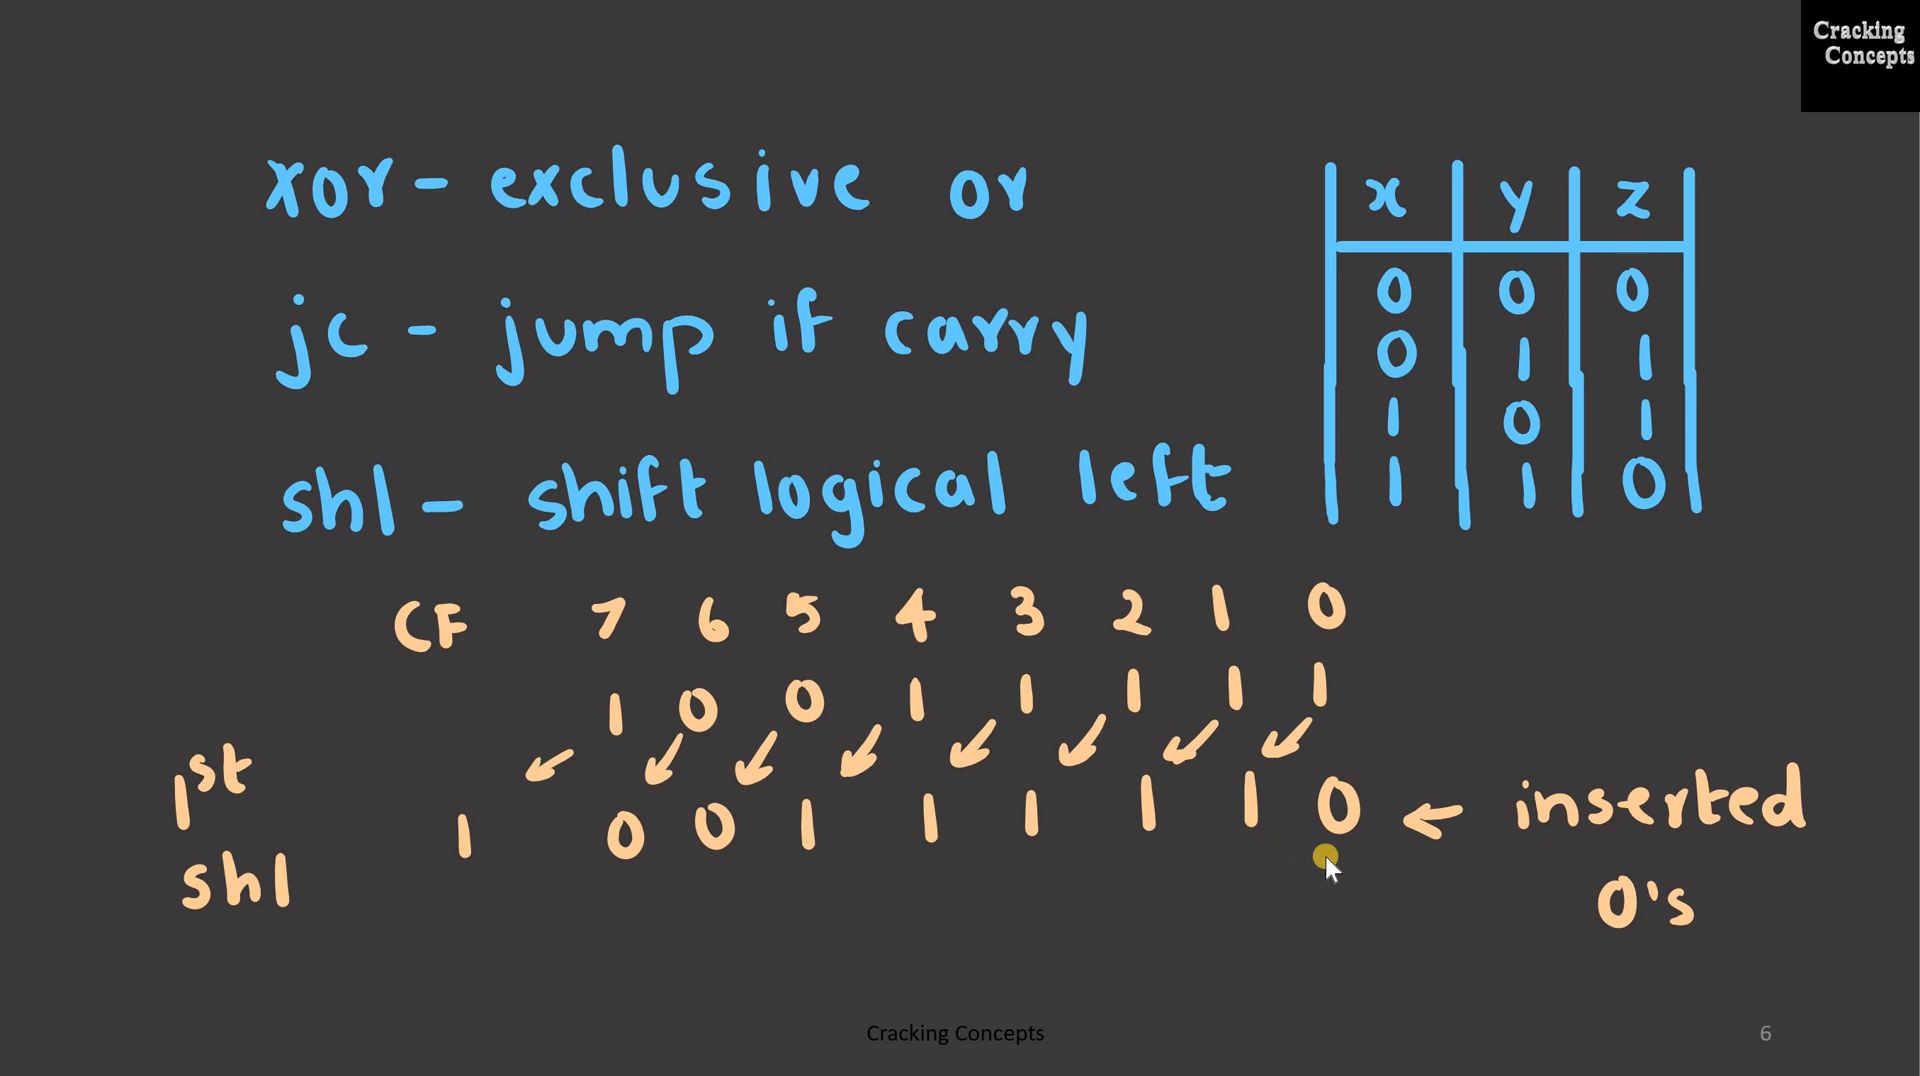 Cracking
Concepts
xor - exclusive or
jc - jump if carry
shl - shift logical left
x y z
0 0 0
0 1 1
1 0 1
1 1 0
CF 7 6 5 4 3 2 1 0
1 0 0 1 1 1 1 1
1st shl 1 0 0 1 1 1 1 1 0 ← inserted 0's
Cracking Concepts
6